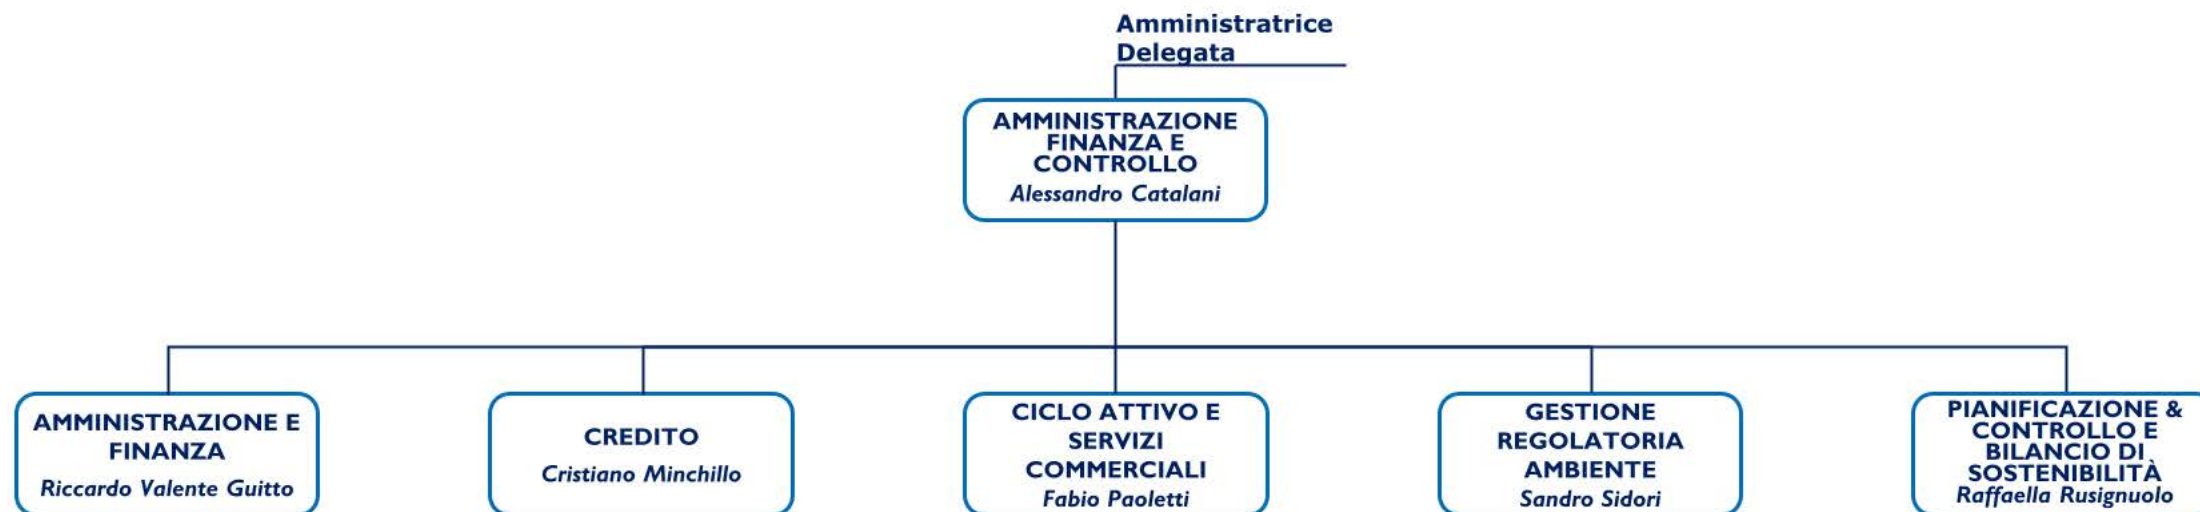 Amministratrice
Delegata
AMMINISTRAZIONE
FINANZA E
CONTROLLO
Alessandro Catalani
AMMINISTRAZIONE E
FINANZA
Riccardo Valente Guitto
CREDITO
Cristiano Minchillo
CICLO ATTIVO E
SERVIZI
COMMERCIALI
Fabio Paoletti
GESTIONE
REGOLATORIA
AMBIENTE
Sandro Sidori
PIANIFICAZIONE &
CONTROLLO E
BILANCIO DI
SOSTENIBILITÀ
Raffaella Rusignuolo